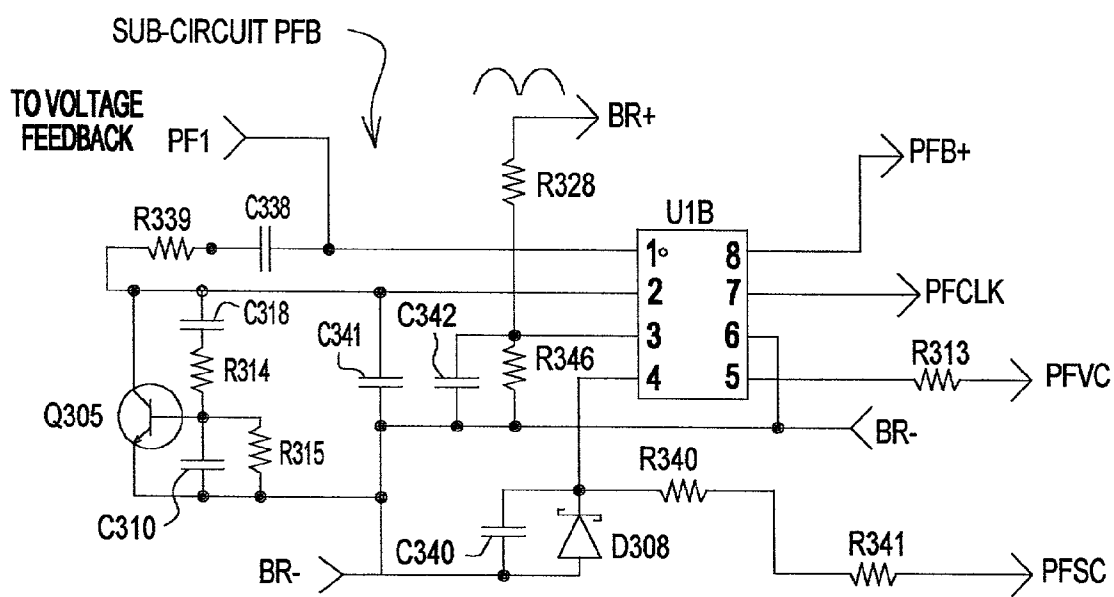 SUB-CIRCUIT PFB
TO VOLTAGE
FEEDBACK
PF1
BR+
R328
PFB+
U1B
R339
C338
1
8
2
7
PFCLK
C318
C341
C342
3
6
R346
R314
4
5
R313
PFVC
Q305
R315
BR-
R340
C310
C340
D308
R341
BR-
PFSC